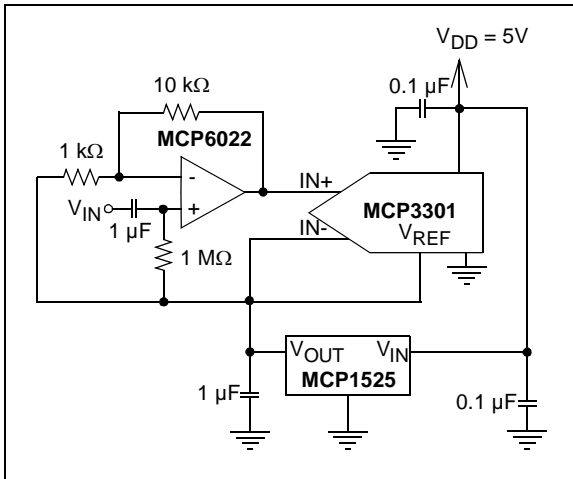 V_DD = 5V
0.1 µF
10 kΩ
MCP6022
1 kΩ
-
+
V_IN
1 µF
1 MΩ
IN+
IN-
MCP3301
V_REF
V_OUT
V_IN
MCP1525
1 µF
0.1 µF